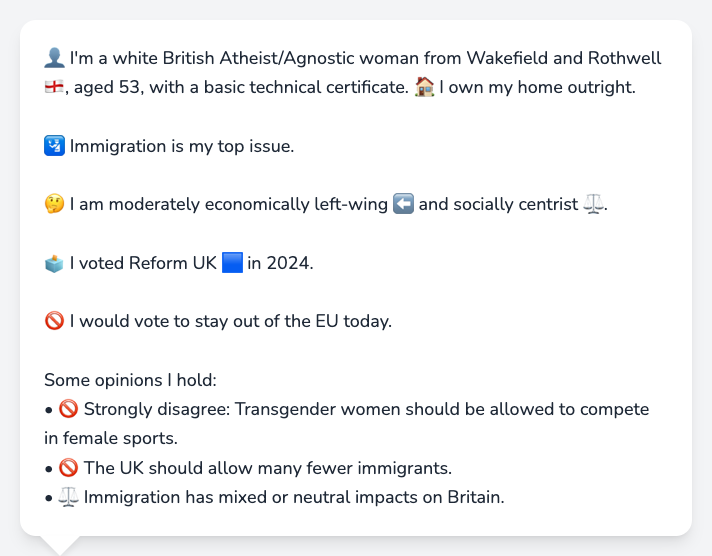 👤 I'm a white British Atheist/Agnostic woman from Wakefield and Rothwell
🏴󠁧󠁢󠁥󠁮󠁧󠁿, aged 53, with a basic technical certificate. 🏠 I own my home outright.
🛂 Immigration is my top issue.
🤔 I am moderately economically left-wing ⬅️ and socially centrist ⚖️.
🗳️ I voted Reform UK 🟦 in 2024.
🚫 I would vote to stay out of the EU today.
Some opinions I hold:
• 🚫 Strongly disagree: Transgender women should be allowed to compete
in female sports.
• 🚫 The UK should allow many fewer immigrants.
• ⚖️ Immigration has mixed or neutral impacts on Britain.